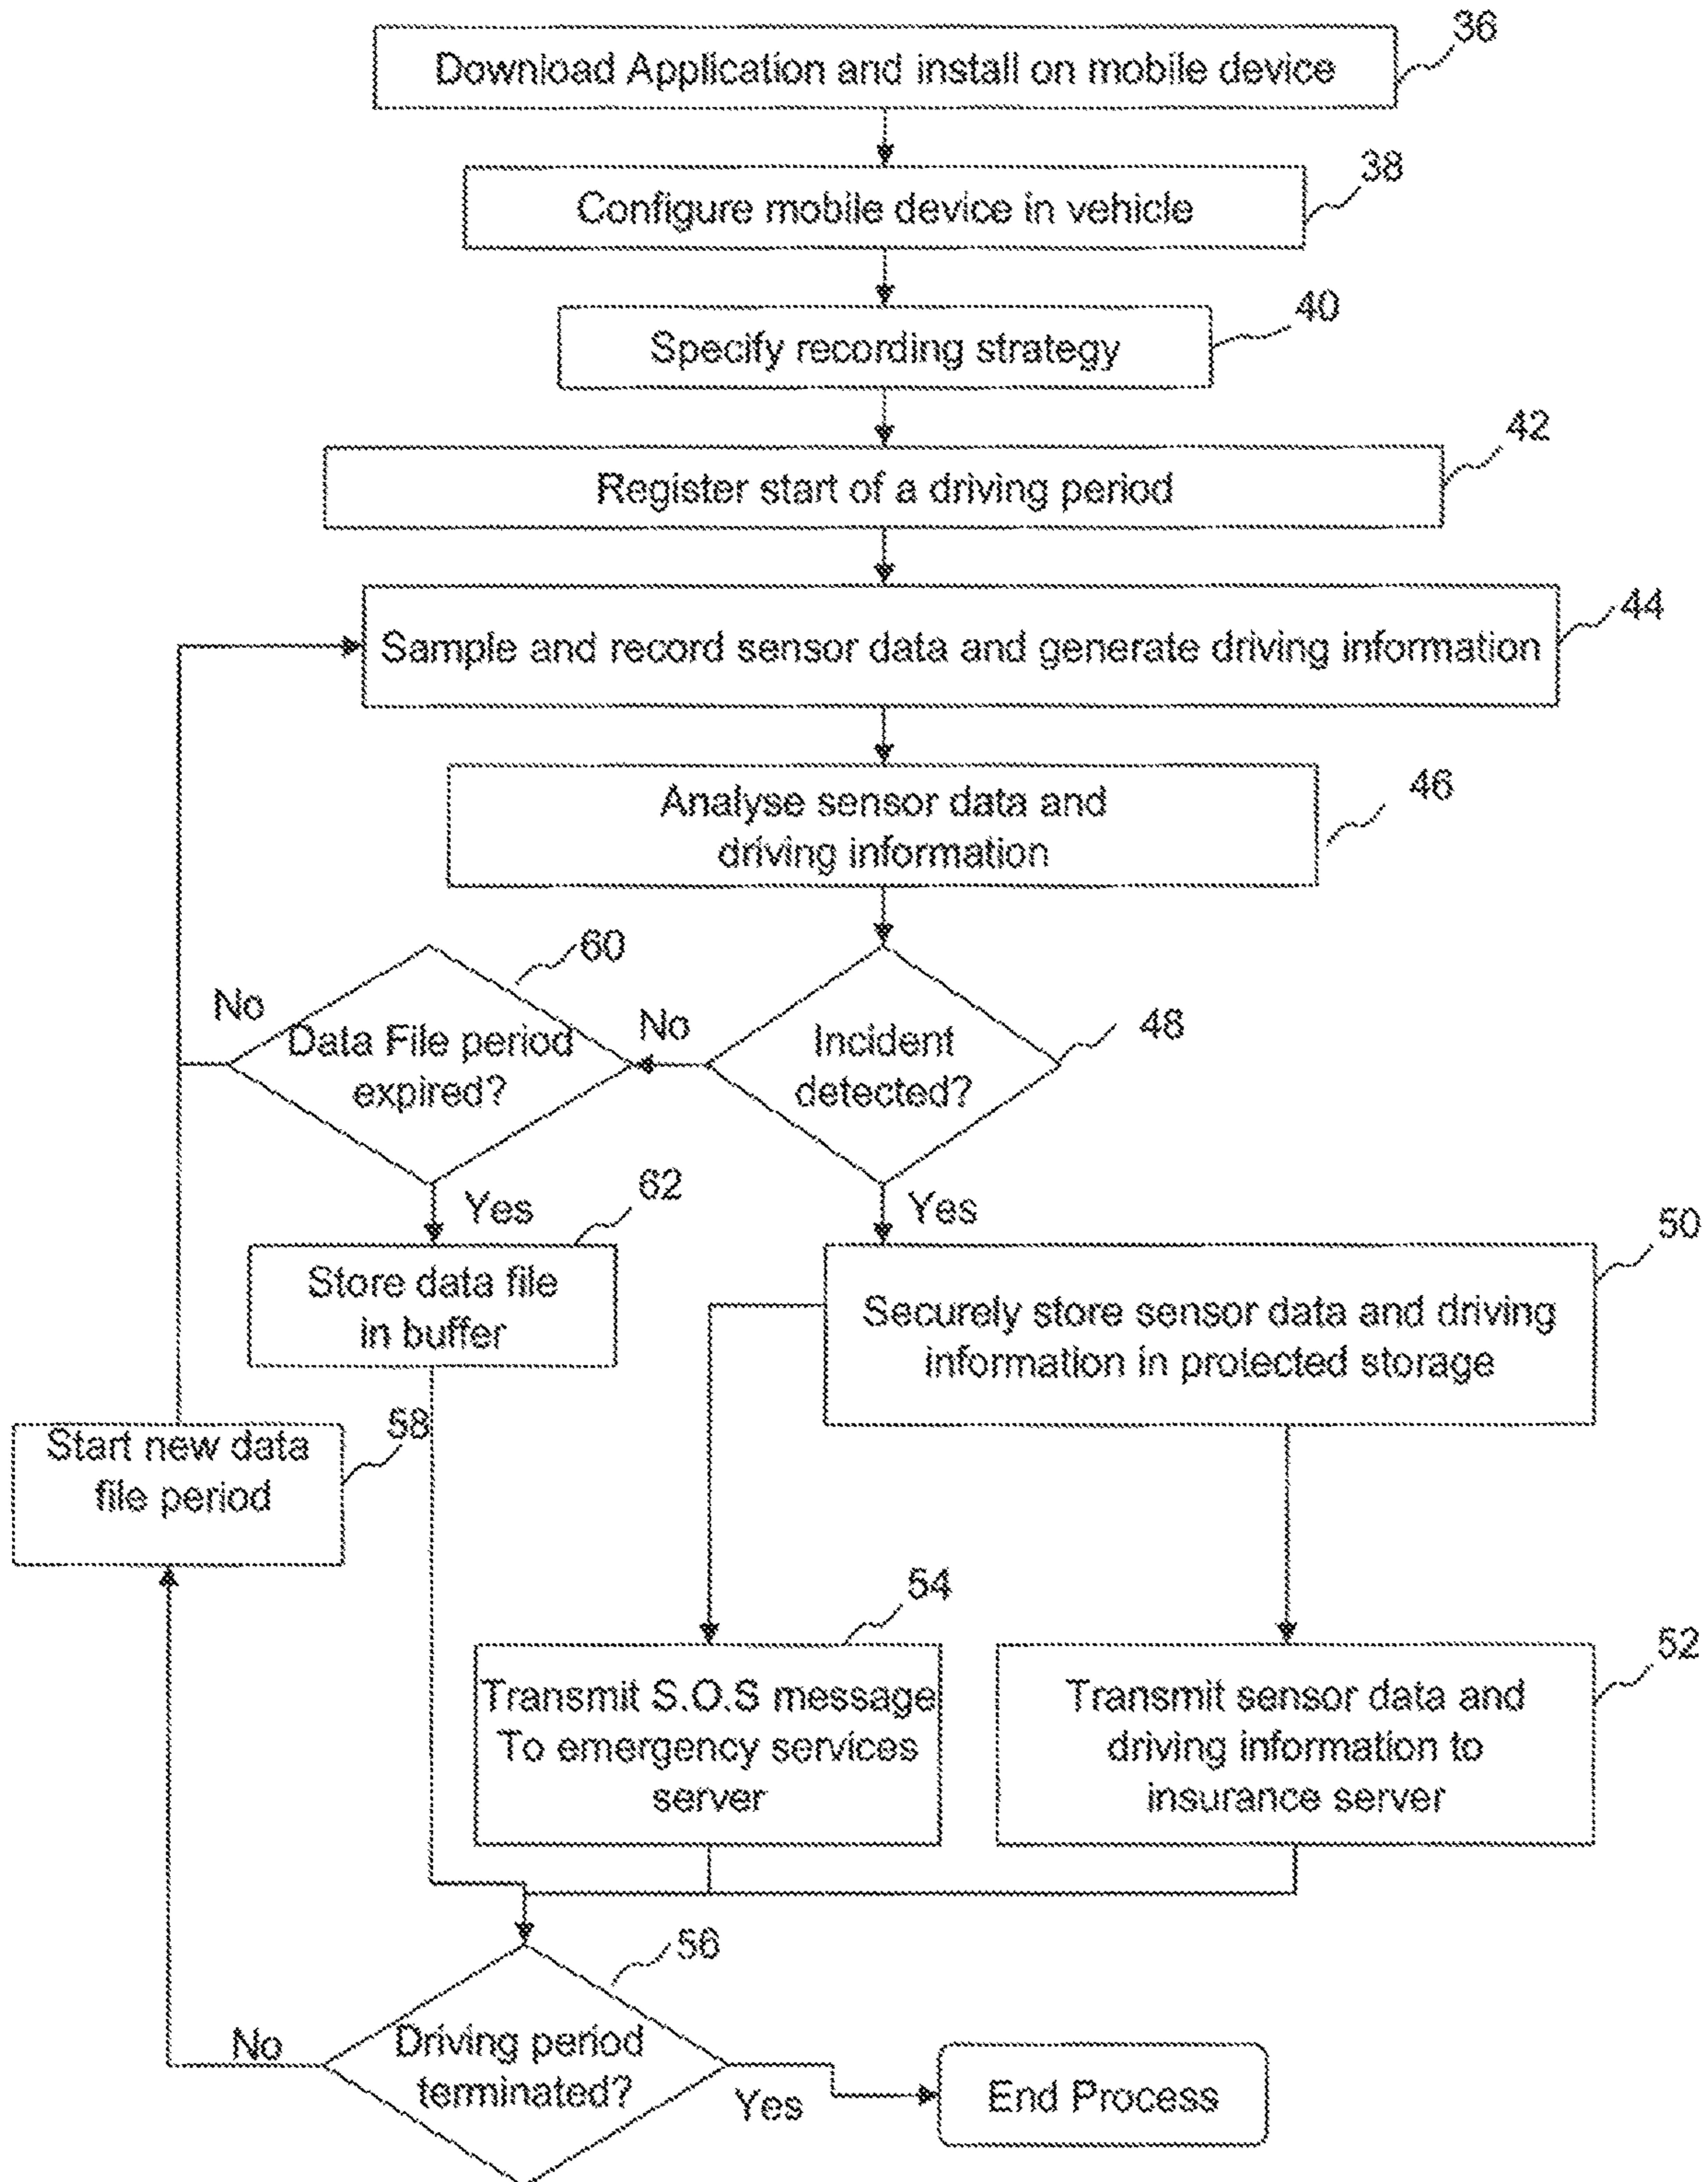 36
Download Application and install on mobile device
38
Configure mobile device in vehicle
40
Specify recording strategy
42
Register start of a driving period
44
Sample and record sensor data and generate driving information
46
Analyse sensor data and
driving information
60
No
Data File period
expired?
No
48
Incident
detected?
62
Yes
Yes
50
Store data file
in buffer
Securely store sensor data and driving
information in protected storage
58
Start new data
file period
54
52
Transmit S.O.S message
To emergency services
server
Transmit sensor data and
driving information to
insurance server
56
No
Driving period
terminated?
Yes
End Process